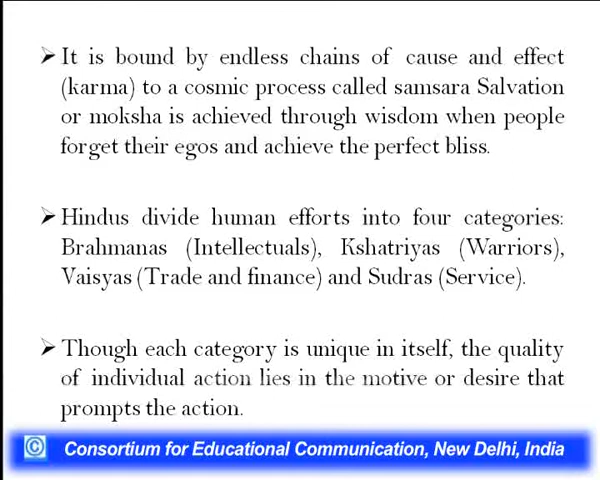 ➤ It is bound by endless chains of cause and effect
(karma) to a cosmic process called samsara Salvation
or moksha is achieved through wisdom when people
forget their egos and achieve the perfect bliss.
➤ Hindus divide human efforts into four categories:
Brahmanas (Intellectuals), Kshatriyas (Warriors),
Vaisyas (Trade and finance) and Sudras (Service).
➤ Though each category is unique in itself, the quality
of individual action lies in the motive or desire that
prompts the action.
© Consortium for Educational Communication, New Delhi, India